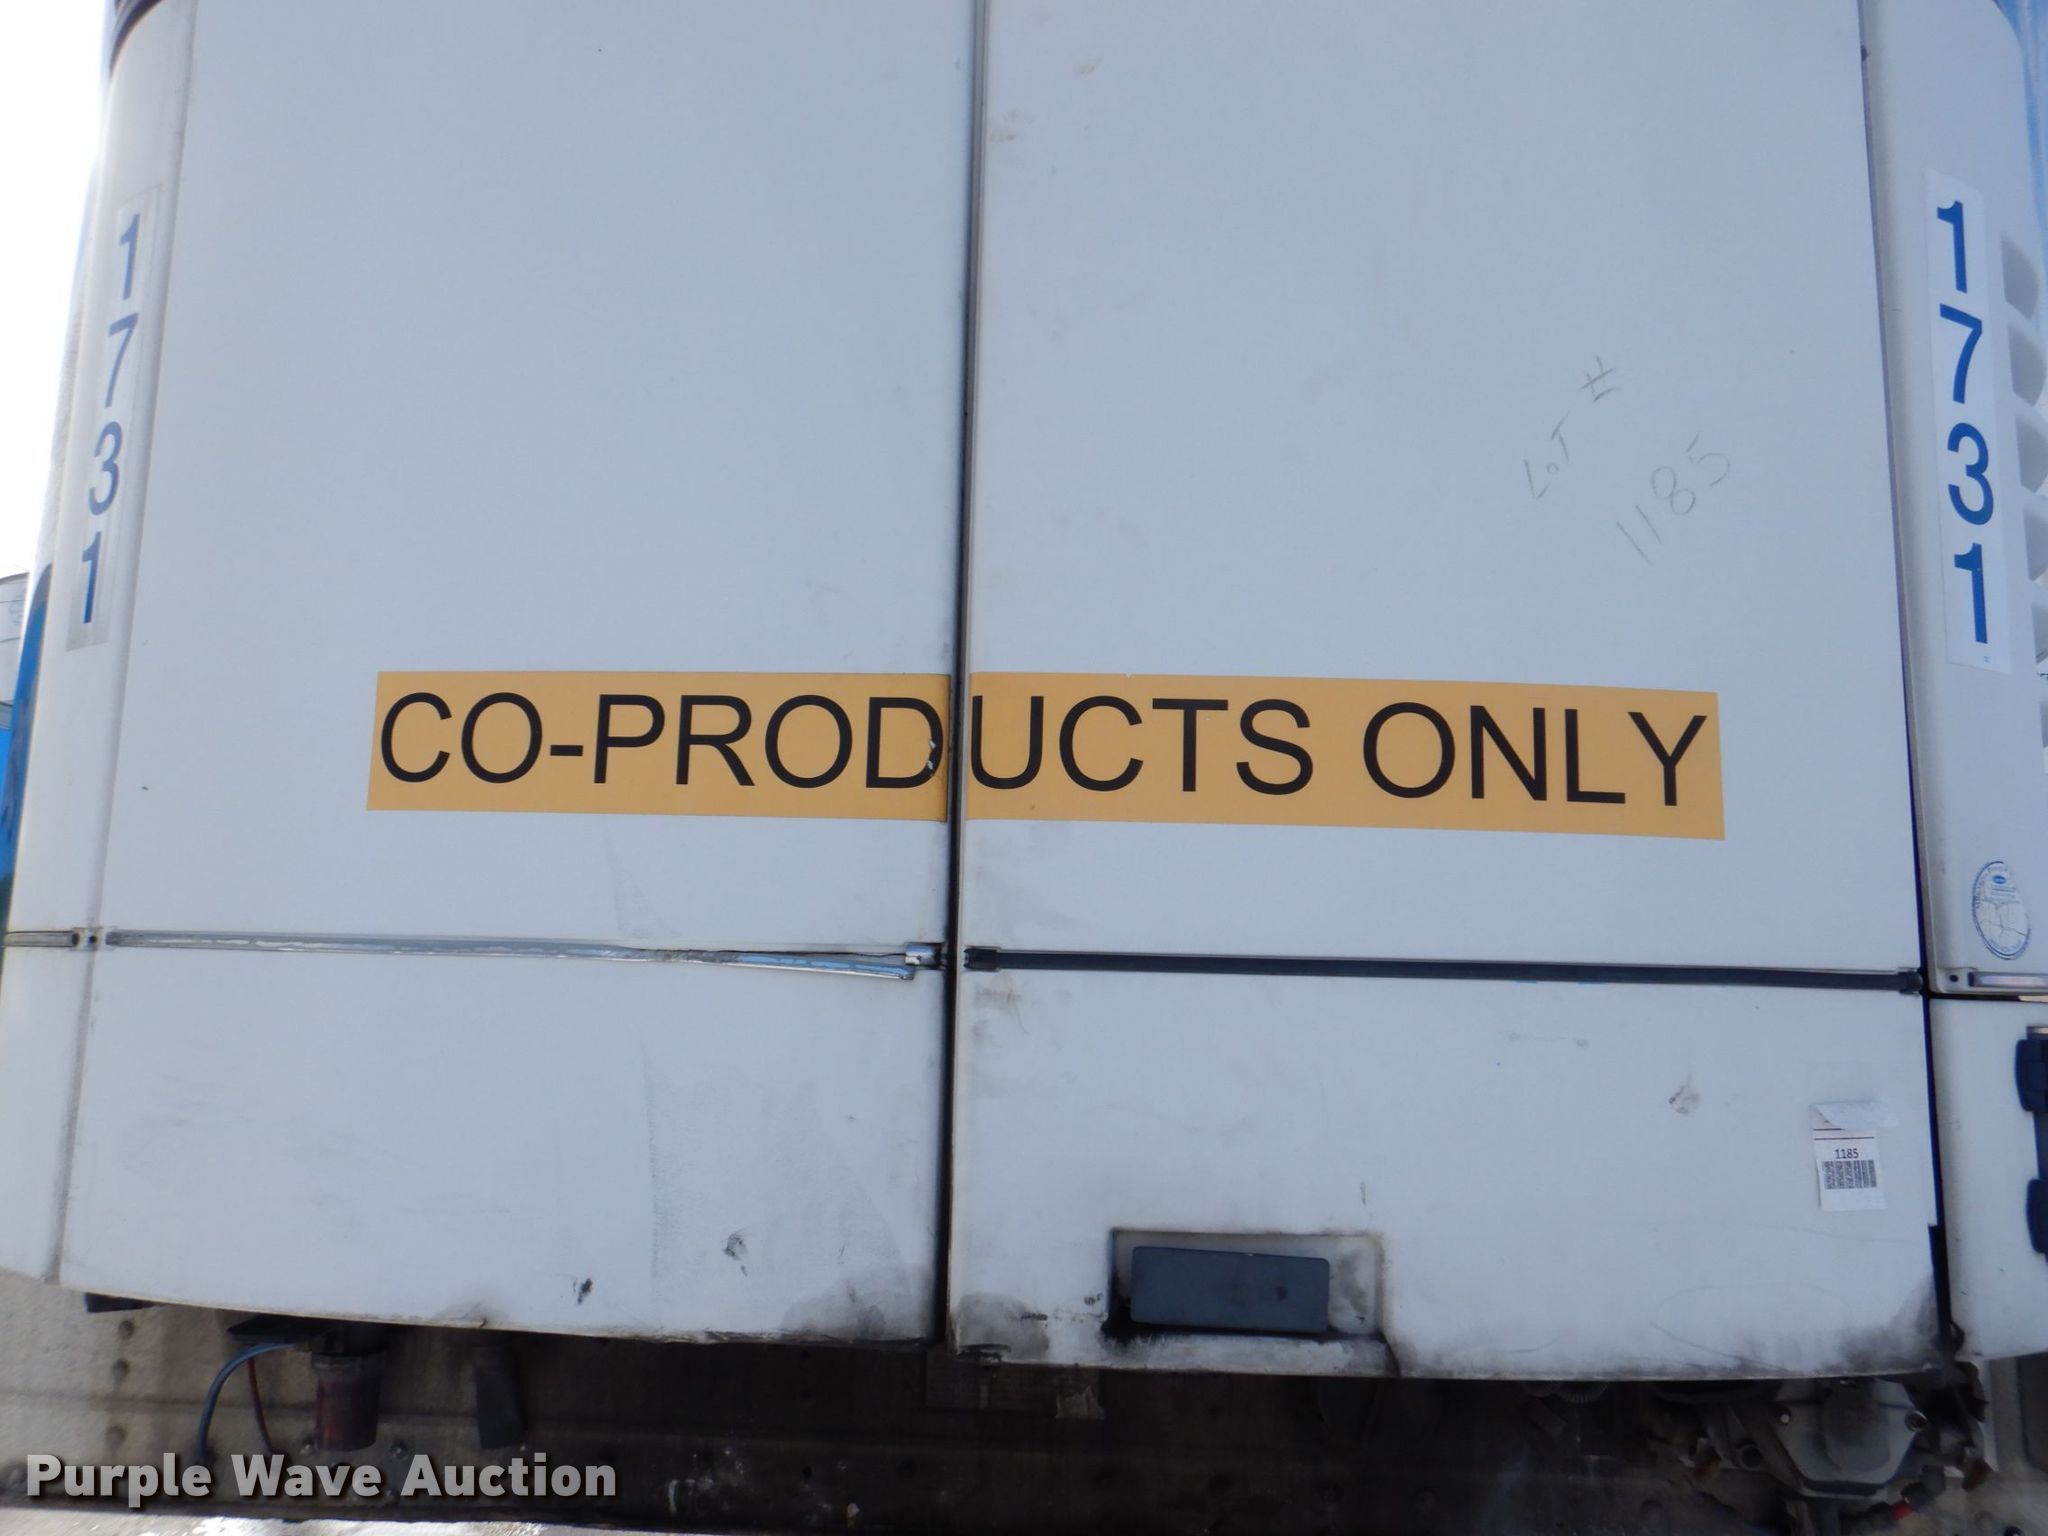 1731
1731
LOT #
1185
CO-PRODUCTS ONLY
1185
Purple Wave Auction